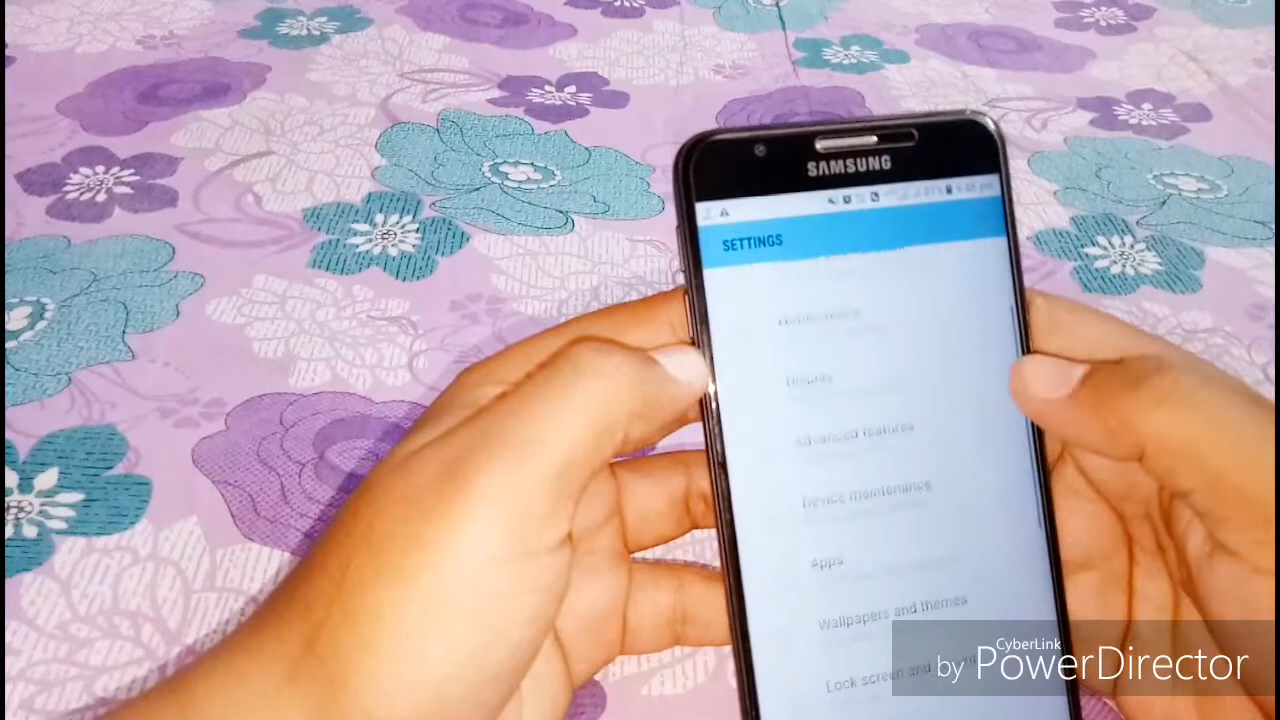 SAMSUNG
SETTINGS
Display
Advanced features
Device maintenance
Apps
Wallpapers and themes
Lock screen and
CyberLink
by PowerDirector